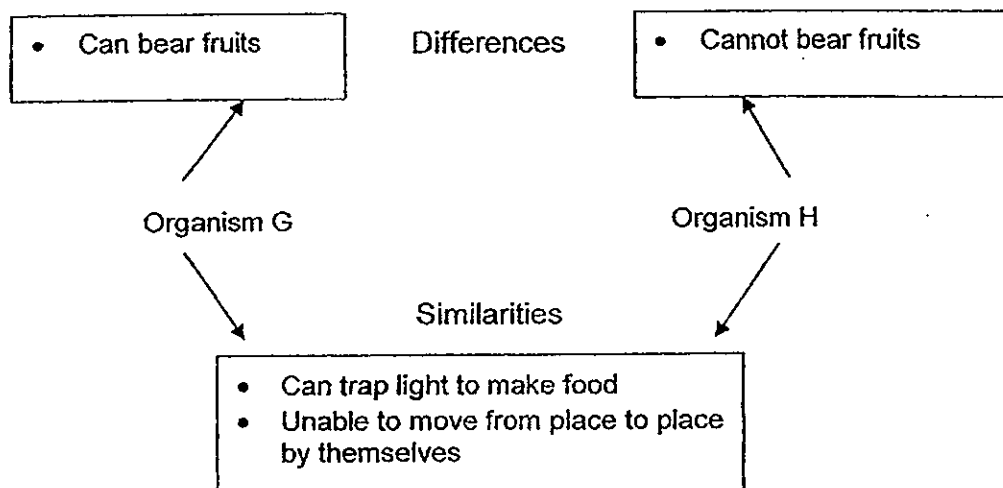 • Can bear fruits
Differences
• Cannot bear fruits
Organism G
Organism H
Similarities
• Can trap light to make food
• Unable to move from place to place
by themselves